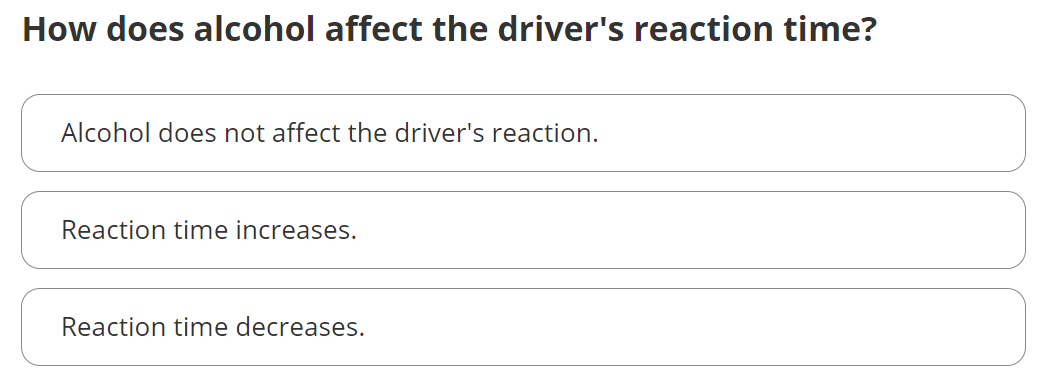 How does alcohol affect the driver's reaction time?
Alcohol does not affect the driver's reaction.
Reaction time increases.
Reaction time decreases.